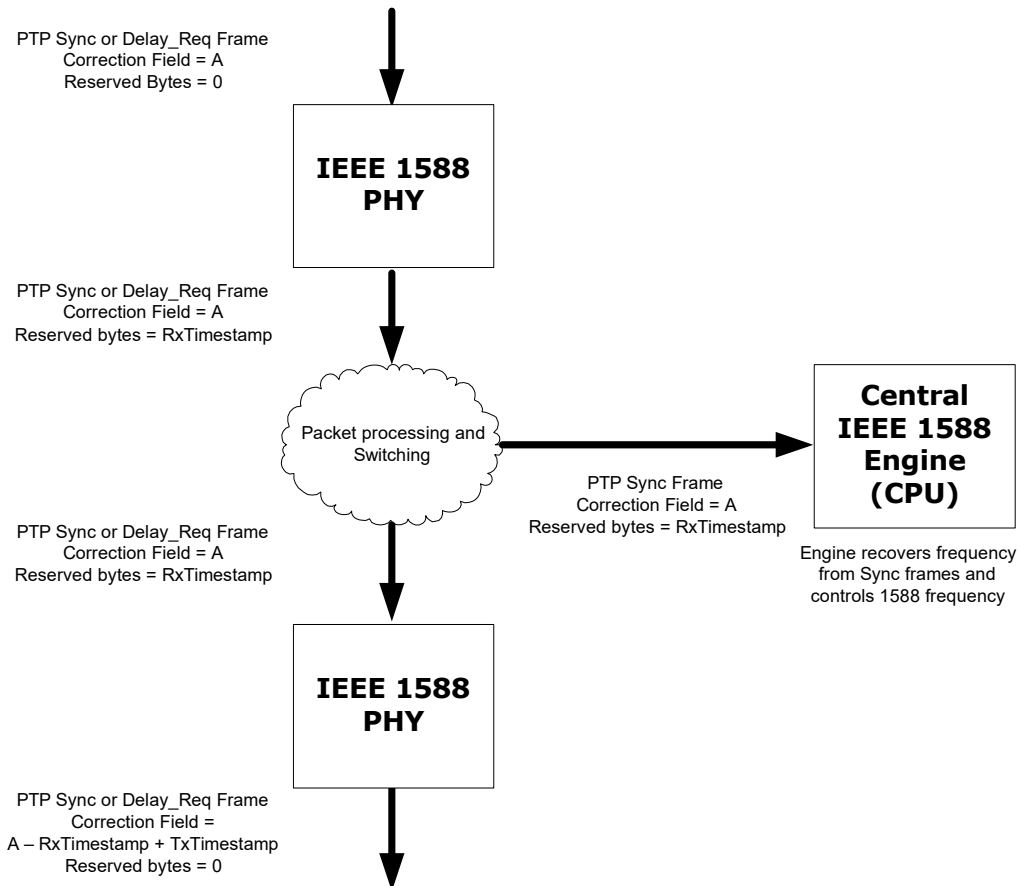 PTP Sync or Delay_Req Frame
Correction Field = A
Reserved Bytes = 0
IEEE 1588
PHY
PTP Sync or Delay_Req Frame
Correction Field = A
Reserved bytes = RxTimestamp
Packet processing and
Switching
Central
IEEE 1588
Engine
(CPU)
PTP Sync Frame
Correction Field = A
Reserved bytes = RxTimestamp
Engine recovers frequency
from Sync frames and
controls 1588 frequency
PTP Sync or Delay_Req Frame
Correction Field = A
Reserved bytes = RxTimestamp
IEEE 1588
PHY
PTP Sync or Delay_Req Frame
Correction Field =
A – RxTimestamp + TxTimestamp
Reserved bytes = 0